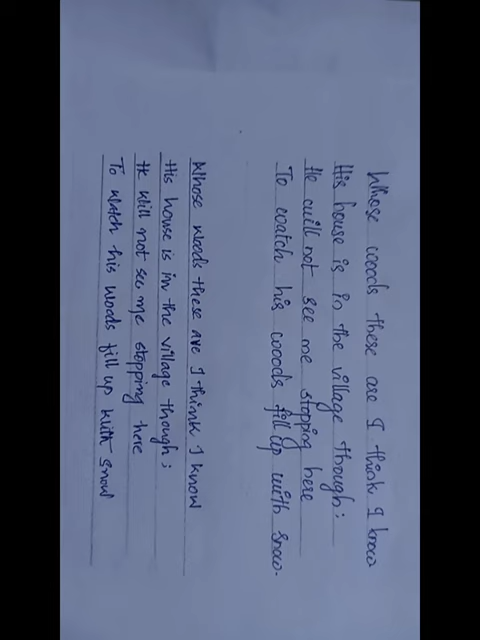 Whose woods these are I think I know
His house is in the village though;
He will not see me stopping here
To watch his woods fill up with snow.
Whose woods these are I think I know
His house is in the village though;
He will not see me stopping here
To watch his woods fill up with snow